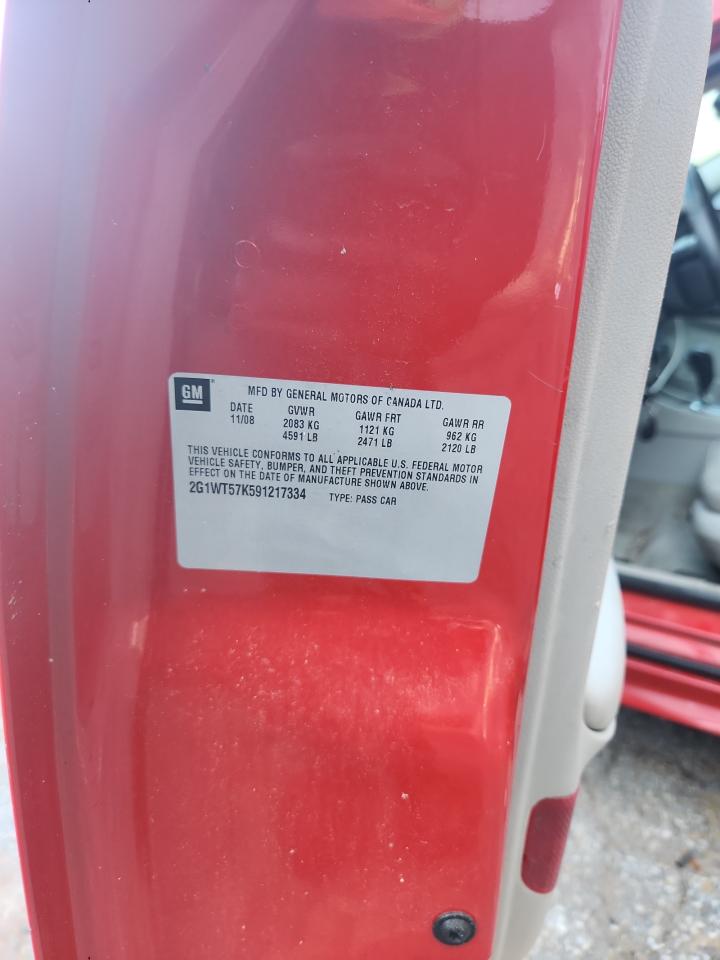 GM ® MFD BY GENERAL MOTORS OF CANADA LTD.
DATE GVWR GAWR FRT GAWR RR
11/08 2083 KG 1121 KG 962 KG
4591 LB 2471 LB 2120 LB
THIS VEHICLE CONFORMS TO ALL APPLICABLE U.S. FEDERAL MOTOR
VEHICLE SAFETY, BUMPER, AND THEFT PREVENTION STANDARDS IN
EFFECT ON THE DATE OF MANUFACTURE SHOWN ABOVE.
2G1WT57K591217334 TYPE: PASS CAR